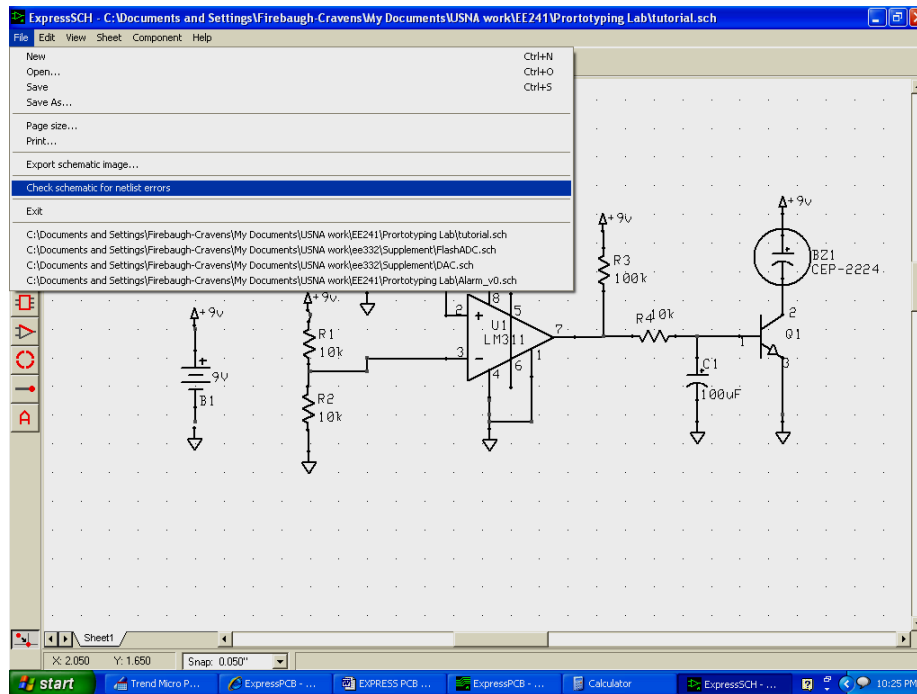 ExpressSCH - C:\Documents and Settings\Firebaugh-Cravens\My Documents\USNA work\EE241\Prortotyping Lab\tutorial.sch
File Edit View Sheet Component Help
New Ctrl+N
Open... Ctrl+O
Save Ctrl+S
Save As...
Page size...
Print...
Export schematic image...
Check schematic for netlist errors
Exit
C:\Documents and Settings\Firebaugh-Cravens\My Documents\USNA work\EE241\Prortotyping Lab\tutorial.sch
C:\Documents and Settings\Firebaugh-Cravens\My Documents\USNA work\ee332\Supplement\FlashADC.sch
C:\Documents and Settings\Firebaugh-Cravens\My Documents\USNA work\ee332\Supplement\DAC.sch
C:\Documents and Settings\Firebaugh-Cravens\My Documents\USNA work\EE241\Prortotyping Lab\Alarm_v0.sch
+9v
+9v
BZ1
CEP-2224
R3
100k
+9v
+9v
8
2
+
5
U1
LM311
7
R4 10k
2
Q1
1
3
R1
10k
3
-
1
6
4
C1
100uF
+
9V
B1
R2
10k
A
Sheet1
X: 2.050 Y: 1.650 Snap: 0.050"
start Trend Micro P... ExpressPCB - ... EXPRESS PCB ... ExpressPCB - ... Calculator ExpressSCH - ... 10:25 PM